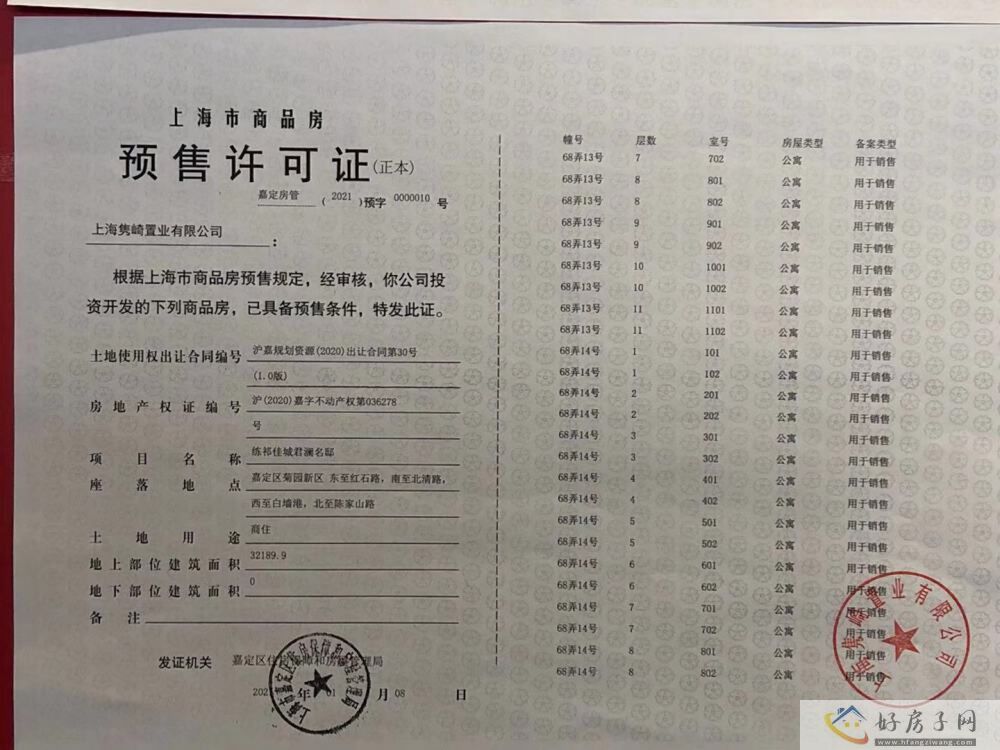 上海市商品房
预售许可证(正本)
嘉定房管 (2021)预字 0000010 号
上海隽崎置业有限公司:
根据上海市商品房预售规定,经审核,你公司投
资开发的下列商品房,已具备预售条件,特发此证。
土地使用权出让合同编号 沪嘉规划资源(2020)出让合同第30号
(1.0版)
房地产权证编号 沪(2020)嘉字不动产权第036278
号
项目名称 练祁佳城君澜名邸
座落地点 嘉定区菊园新区 东至红石路,南至北清路,
西至白墙港,北至陈家山路
土地用途 商住
地上部位建筑面积 32189.9
地下部位建筑面积 0
备注
发证机关 嘉定区住房保障和房屋管理局
年 01 月 08 日
幢号 层数 室号 房屋类型 备案类型
68弄13号 7 702 公寓 用于销售
68弄13号 8 801 公寓 用于销售
68弄13号 8 802 公寓 用于销售
68弄13号 9 901 公寓 用于销售
68弄13号 9 902 公寓 用于销售
68弄13号 10 1001 公寓 用于销售
68弄13号 10 1002 公寓 用于销售
68弄13号 11 1101 公寓 用于销售
68弄13号 11 1102 公寓 用于销售
68弄14号 1 101 公寓 用于销售
68弄14号 1 102 公寓 用于销售
68弄14号 2 201 公寓 用于销售
68弄14号 2 202 公寓 用于销售
68弄14号 3 301 公寓 用于销售
68弄14号 3 302 公寓 用于销售
68弄14号 4 401 公寓 用于销售
68弄14号 4 402 公寓 用于销售
68弄14号 5 501 公寓 用于销售
68弄14号 5 502 公寓 用于销售
68弄14号 6 601 公寓 用于销售
68弄14号 6 602 公寓 用于销售
68弄14号 7 701 公寓 用于销售
68弄14号 7 702 公寓 用于销售
68弄14号 8 801 公寓 用于销售
68弄14号 8 802 公寓 用于销售
上海隽崎置业有限公司
好房子网
www.hfangziwang.com